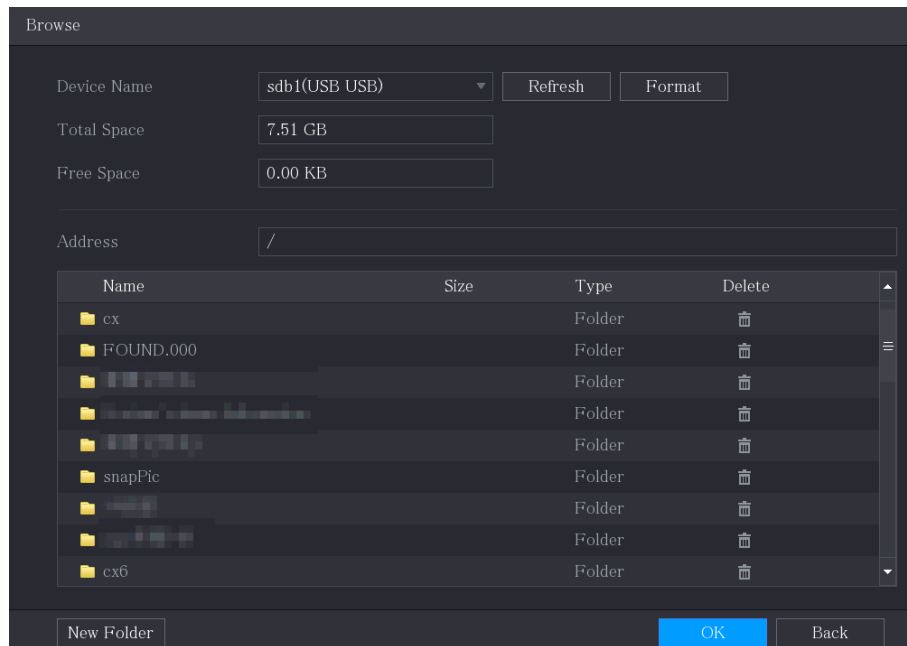 Browse
Device Name sdb1(USB USB) Refresh Format
Total Space 7.51 GB
Free Space 0.00 KB
Address /
Name Size Type Delete
cx Folder
FOUND.000 Folder
Folder
Folder
Folder
snapPic Folder
Folder
Folder
cx6 Folder
New Folder OK Back